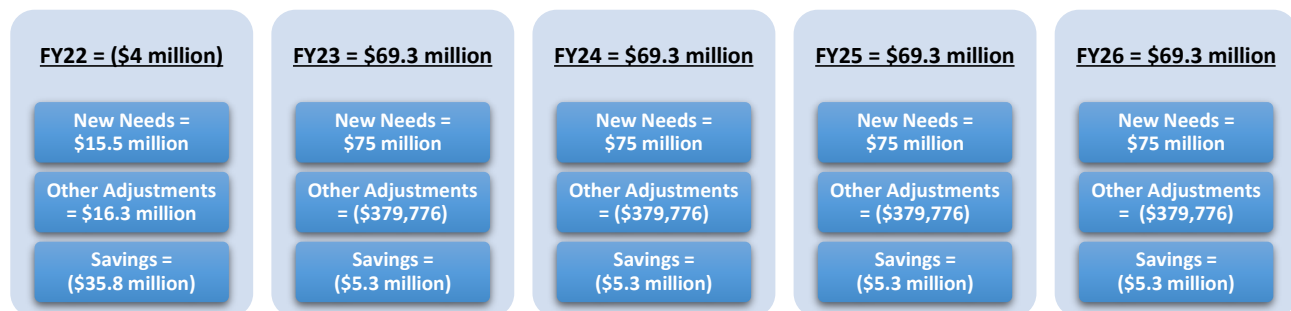 FY22 = ($4 million)
New Needs =
$15.5 million
Other Adjustments
= $16.3 million
Savings =
($35.8 million)
FY23 = $69.3 million
New Needs =
$75 million
Other Adjustments
= ($379,776)
Savings =
($5.3 million)
FY24 = $69.3 million
New Needs =
$75 million
Other Adjustments
= ($379,776)
Savings =
($5.3 million)
FY25 = $69.3 million
New Needs =
$75 million
Other Adjustments
= ($379,776)
Savings =
($5.3 million)
FY26 = $69.3 million
New Needs =
$75 million
Other Adjustments
= ($379,776)
Savings =
($5.3 million)